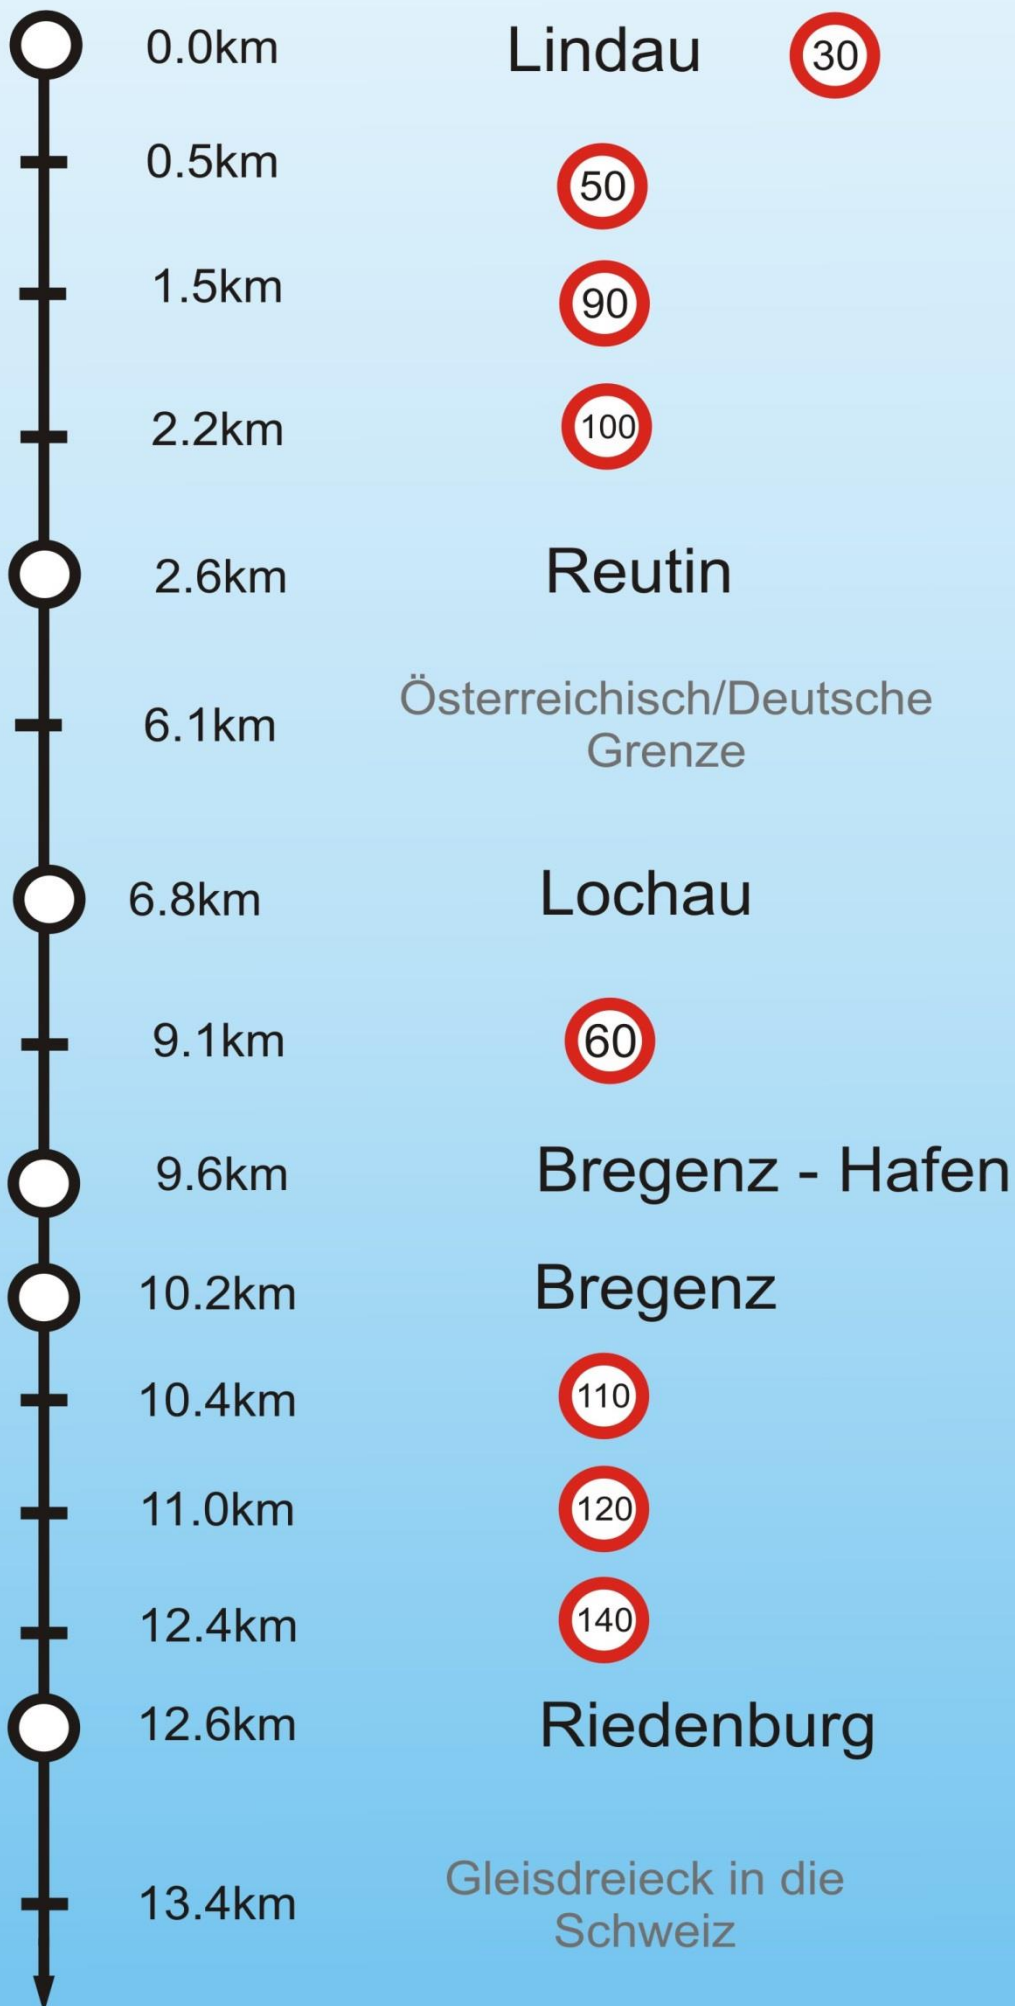 0.0km Lindau 30
0.5km 50
1.5km 90
2.2km 100
2.6km Reutin
6.1km Österreichisch/Deutsche
Grenze
6.8km Lochau
9.1km 60
9.6km Bregenz - Hafen
10.2km Bregenz
10.4km 110
11.0km 120
12.4km 140
12.6km Riedenburg
13.4km Gleisdreieck in die
Schweiz